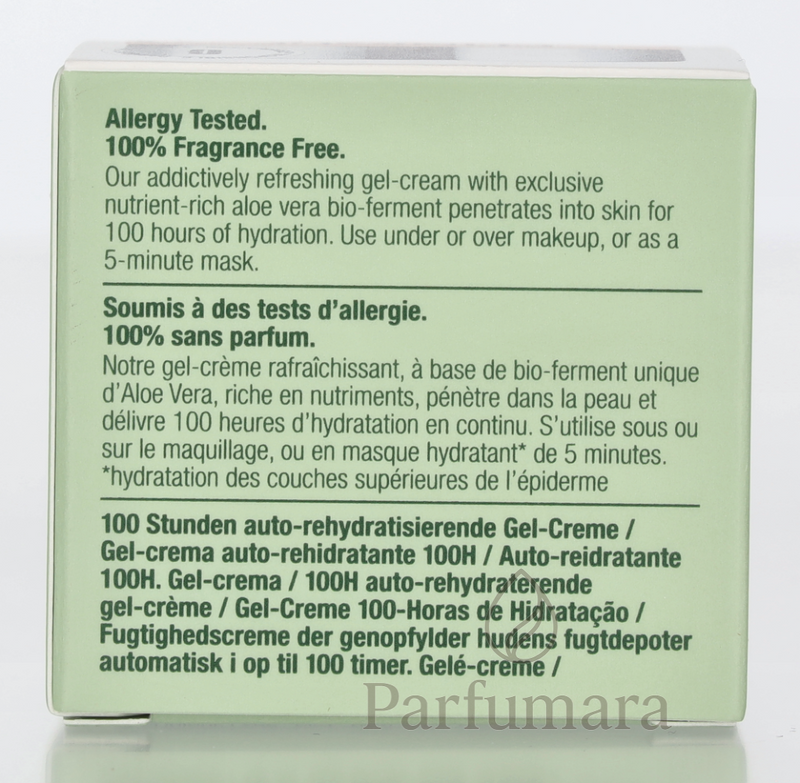 Allergy Tested.
100% Fragrance Free.
Our addictively refreshing gel-cream with exclusive
nutrient-rich aloe vera bio-ferment penetrates into skin for
100 hours of hydration. Use under or over makeup, or as a
5-minute mask.
Soumis à des tests d'allergie.
100% sans parfum.
Notre gel-crème rafraîchissant, à base de bio-ferment unique
d'Aloe Vera, riche en nutriments, pénètre dans la peau et
délivre 100 heures d'hydratation en continu. S'utilise sous ou
sur le maquillage, ou en masque hydratant* de 5 minutes.
*hydratation des couches supérieures de l'épiderme
100 Stunden auto-rehydratisierende Gel-Creme /
Gel-crema auto-rehidratante 100H / Auto-reidratante
100H. Gel-crema / 100H auto-rehydraterende
gel-crème / Gel-Creme 100-Horas de Hidratação /
Fugtighedscreme der genopfylder hudens fugtdepoter
automatisk i op til 100 timer. Gelé-creme /
Parfumara